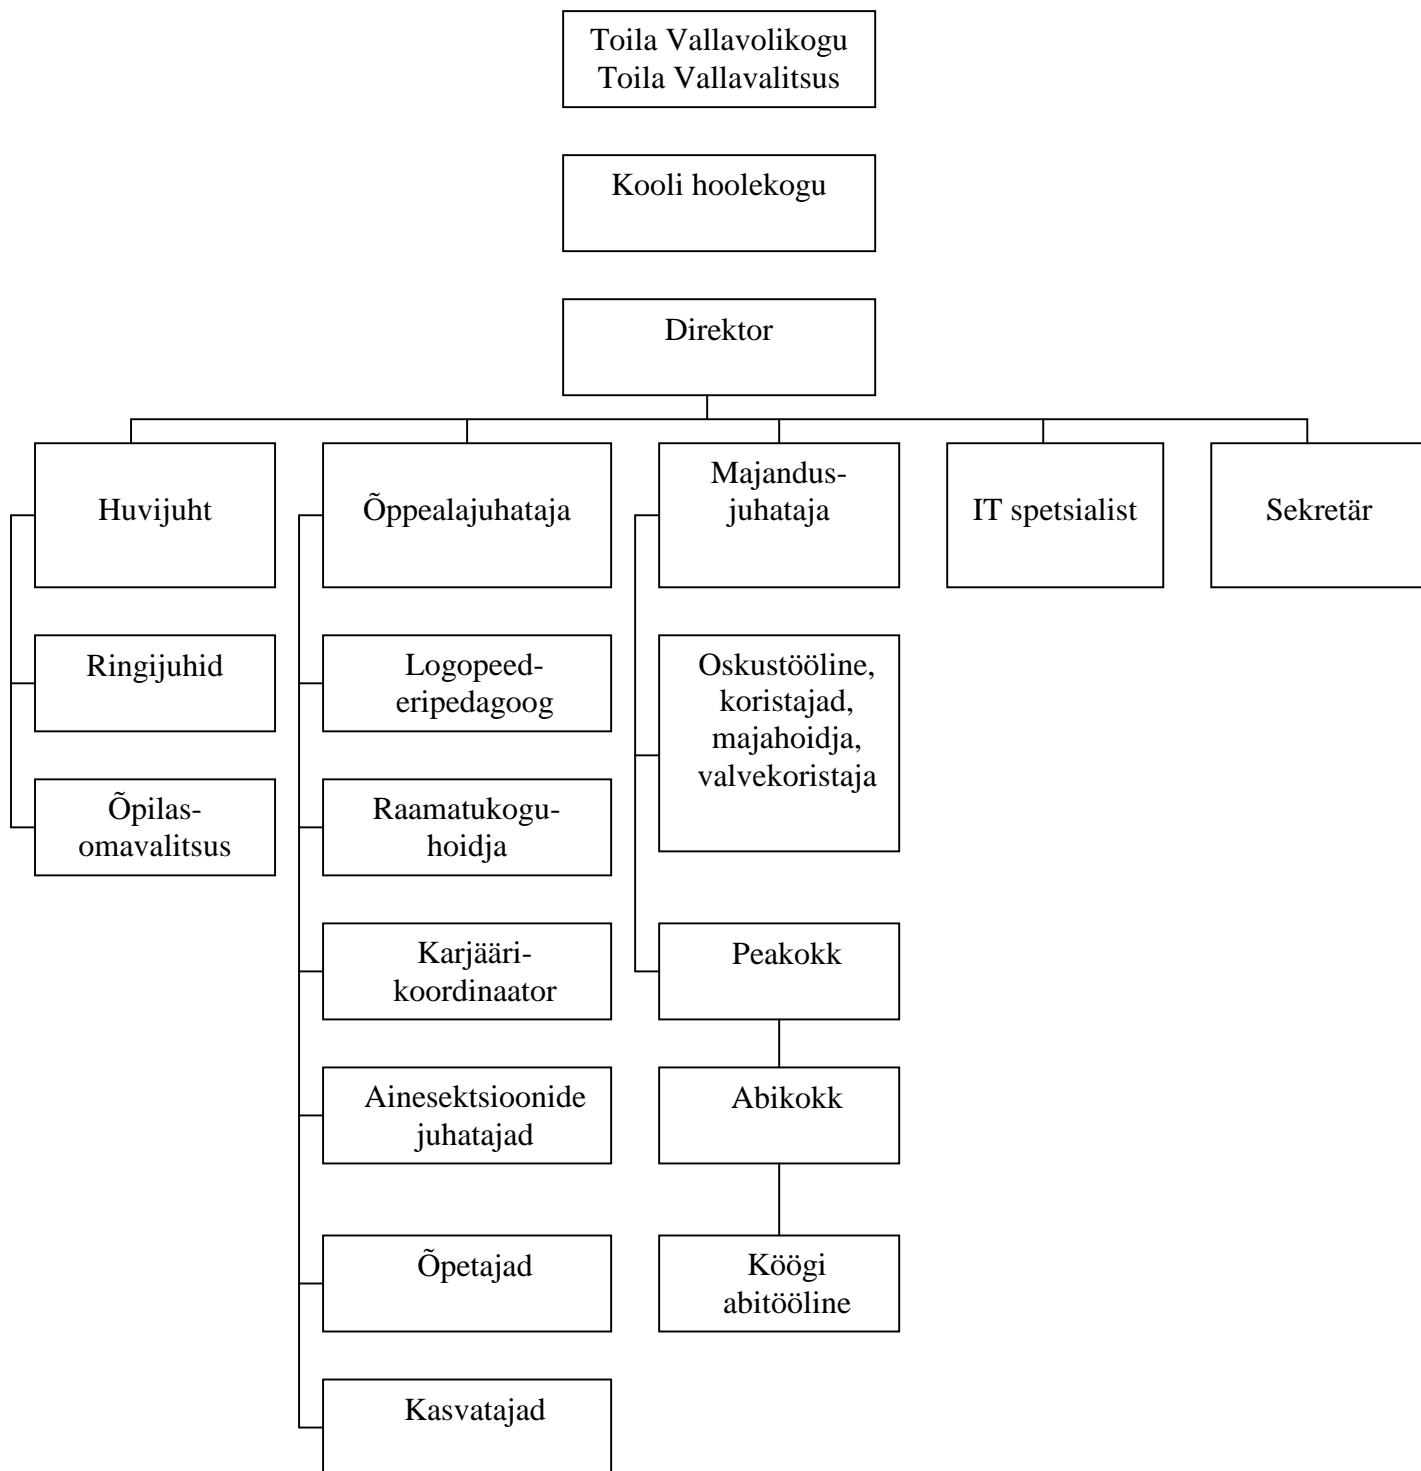 Toila Vallavolikogu
Toila Vallavalitsus
Kooli hoolekogu
Direktor
Huvijuht
Õppealajuhataja
Majandus-
juhataja
IT spetsialist
Sekretär
Ringijuhid
Logopeed-
eripedagoog
Oskustööline,
koristajad,
majahoidja,
valvekoristaja
Õpilas-
omavalitsus
Raamatukogu-
hoidja
Karjääri-
koordinaator
Peakokk
Ainesektsioonide
juhatajad
Abikokk
Õpetajad
Köögi
abitööline
Kasvatajad